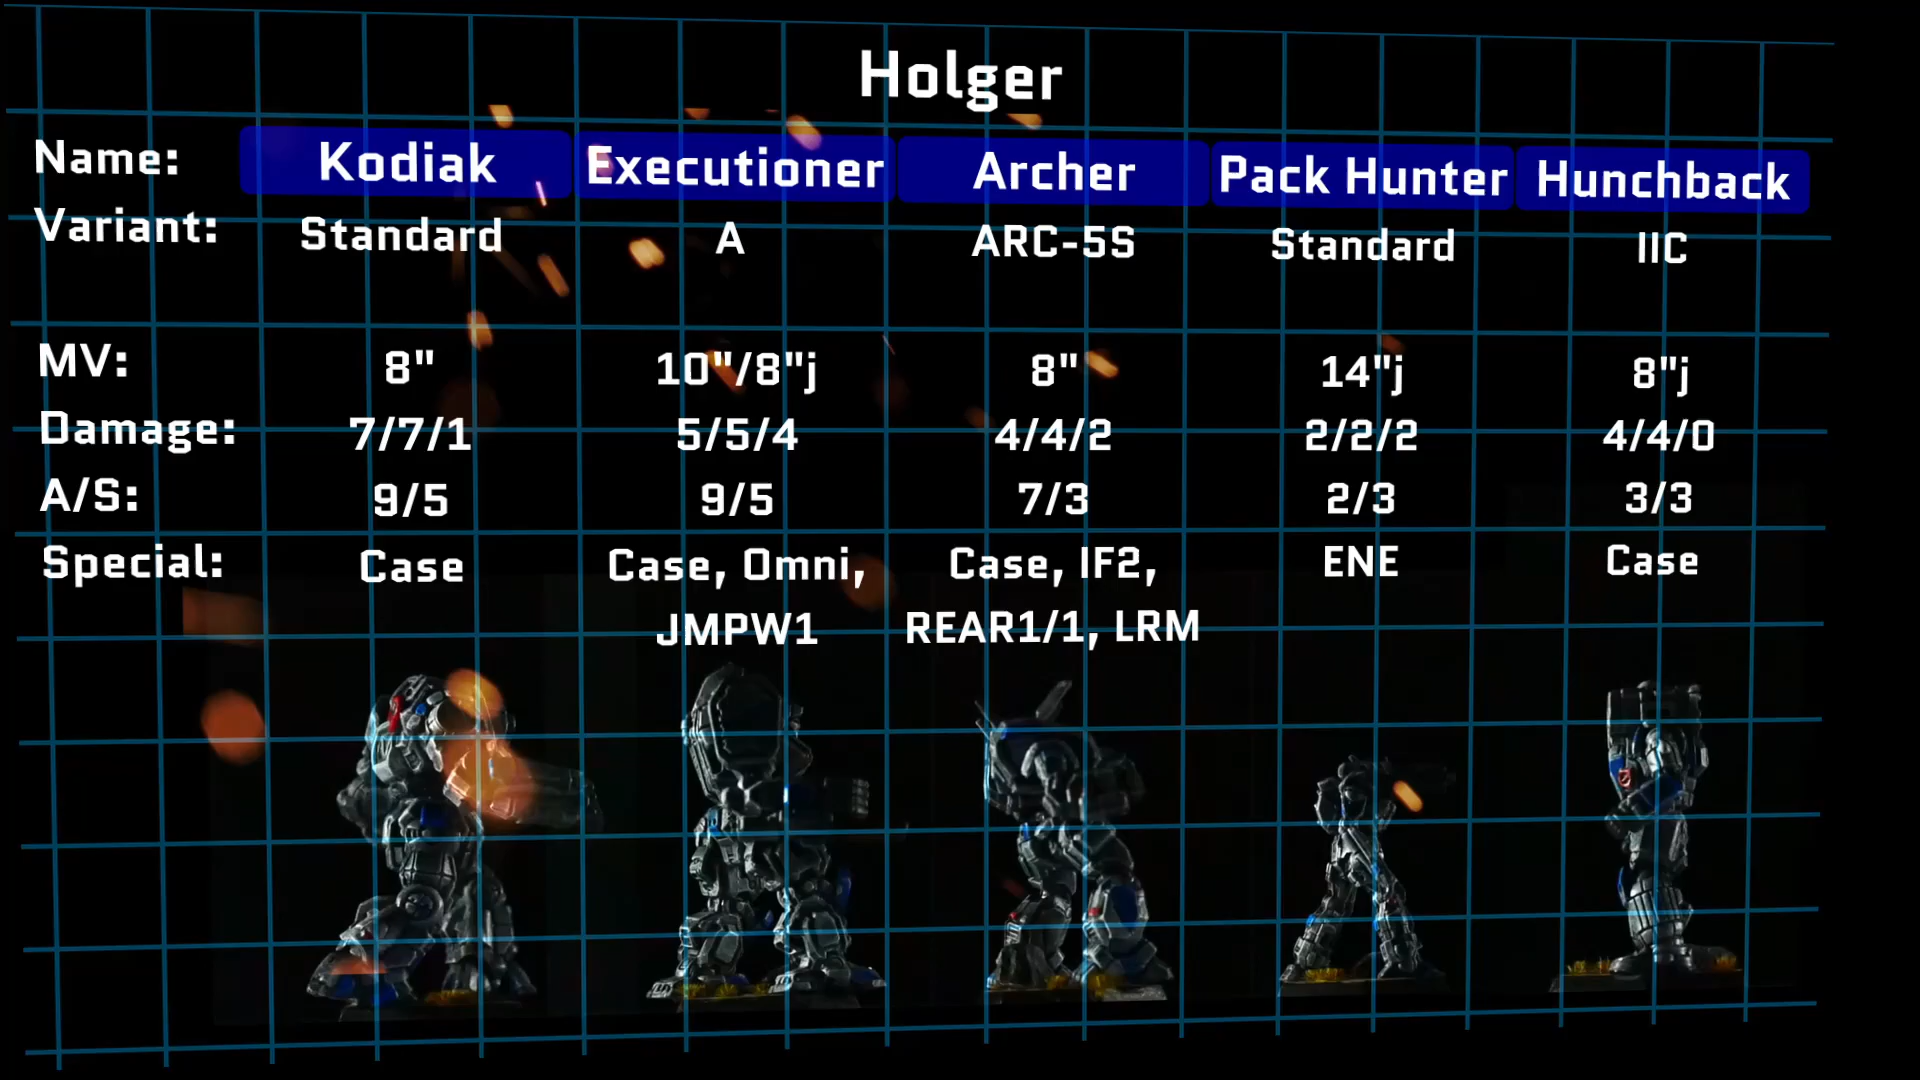 Holger
Name: Kodiak Executioner Archer Pack Hunter Hunchback
Variant: Standard A ARC-5S Standard IIC
MV: 8" 10"/8"j 8" 14"j 8"j
Damage: 7/7/1 5/5/4 4/4/2 2/2/2 4/4/0
A/S: 9/5 9/5 7/3 2/3 3/3
Special: Case Case, Omni, Case, IF2, ENE Case
JMPW1 REAR1/1, LRM